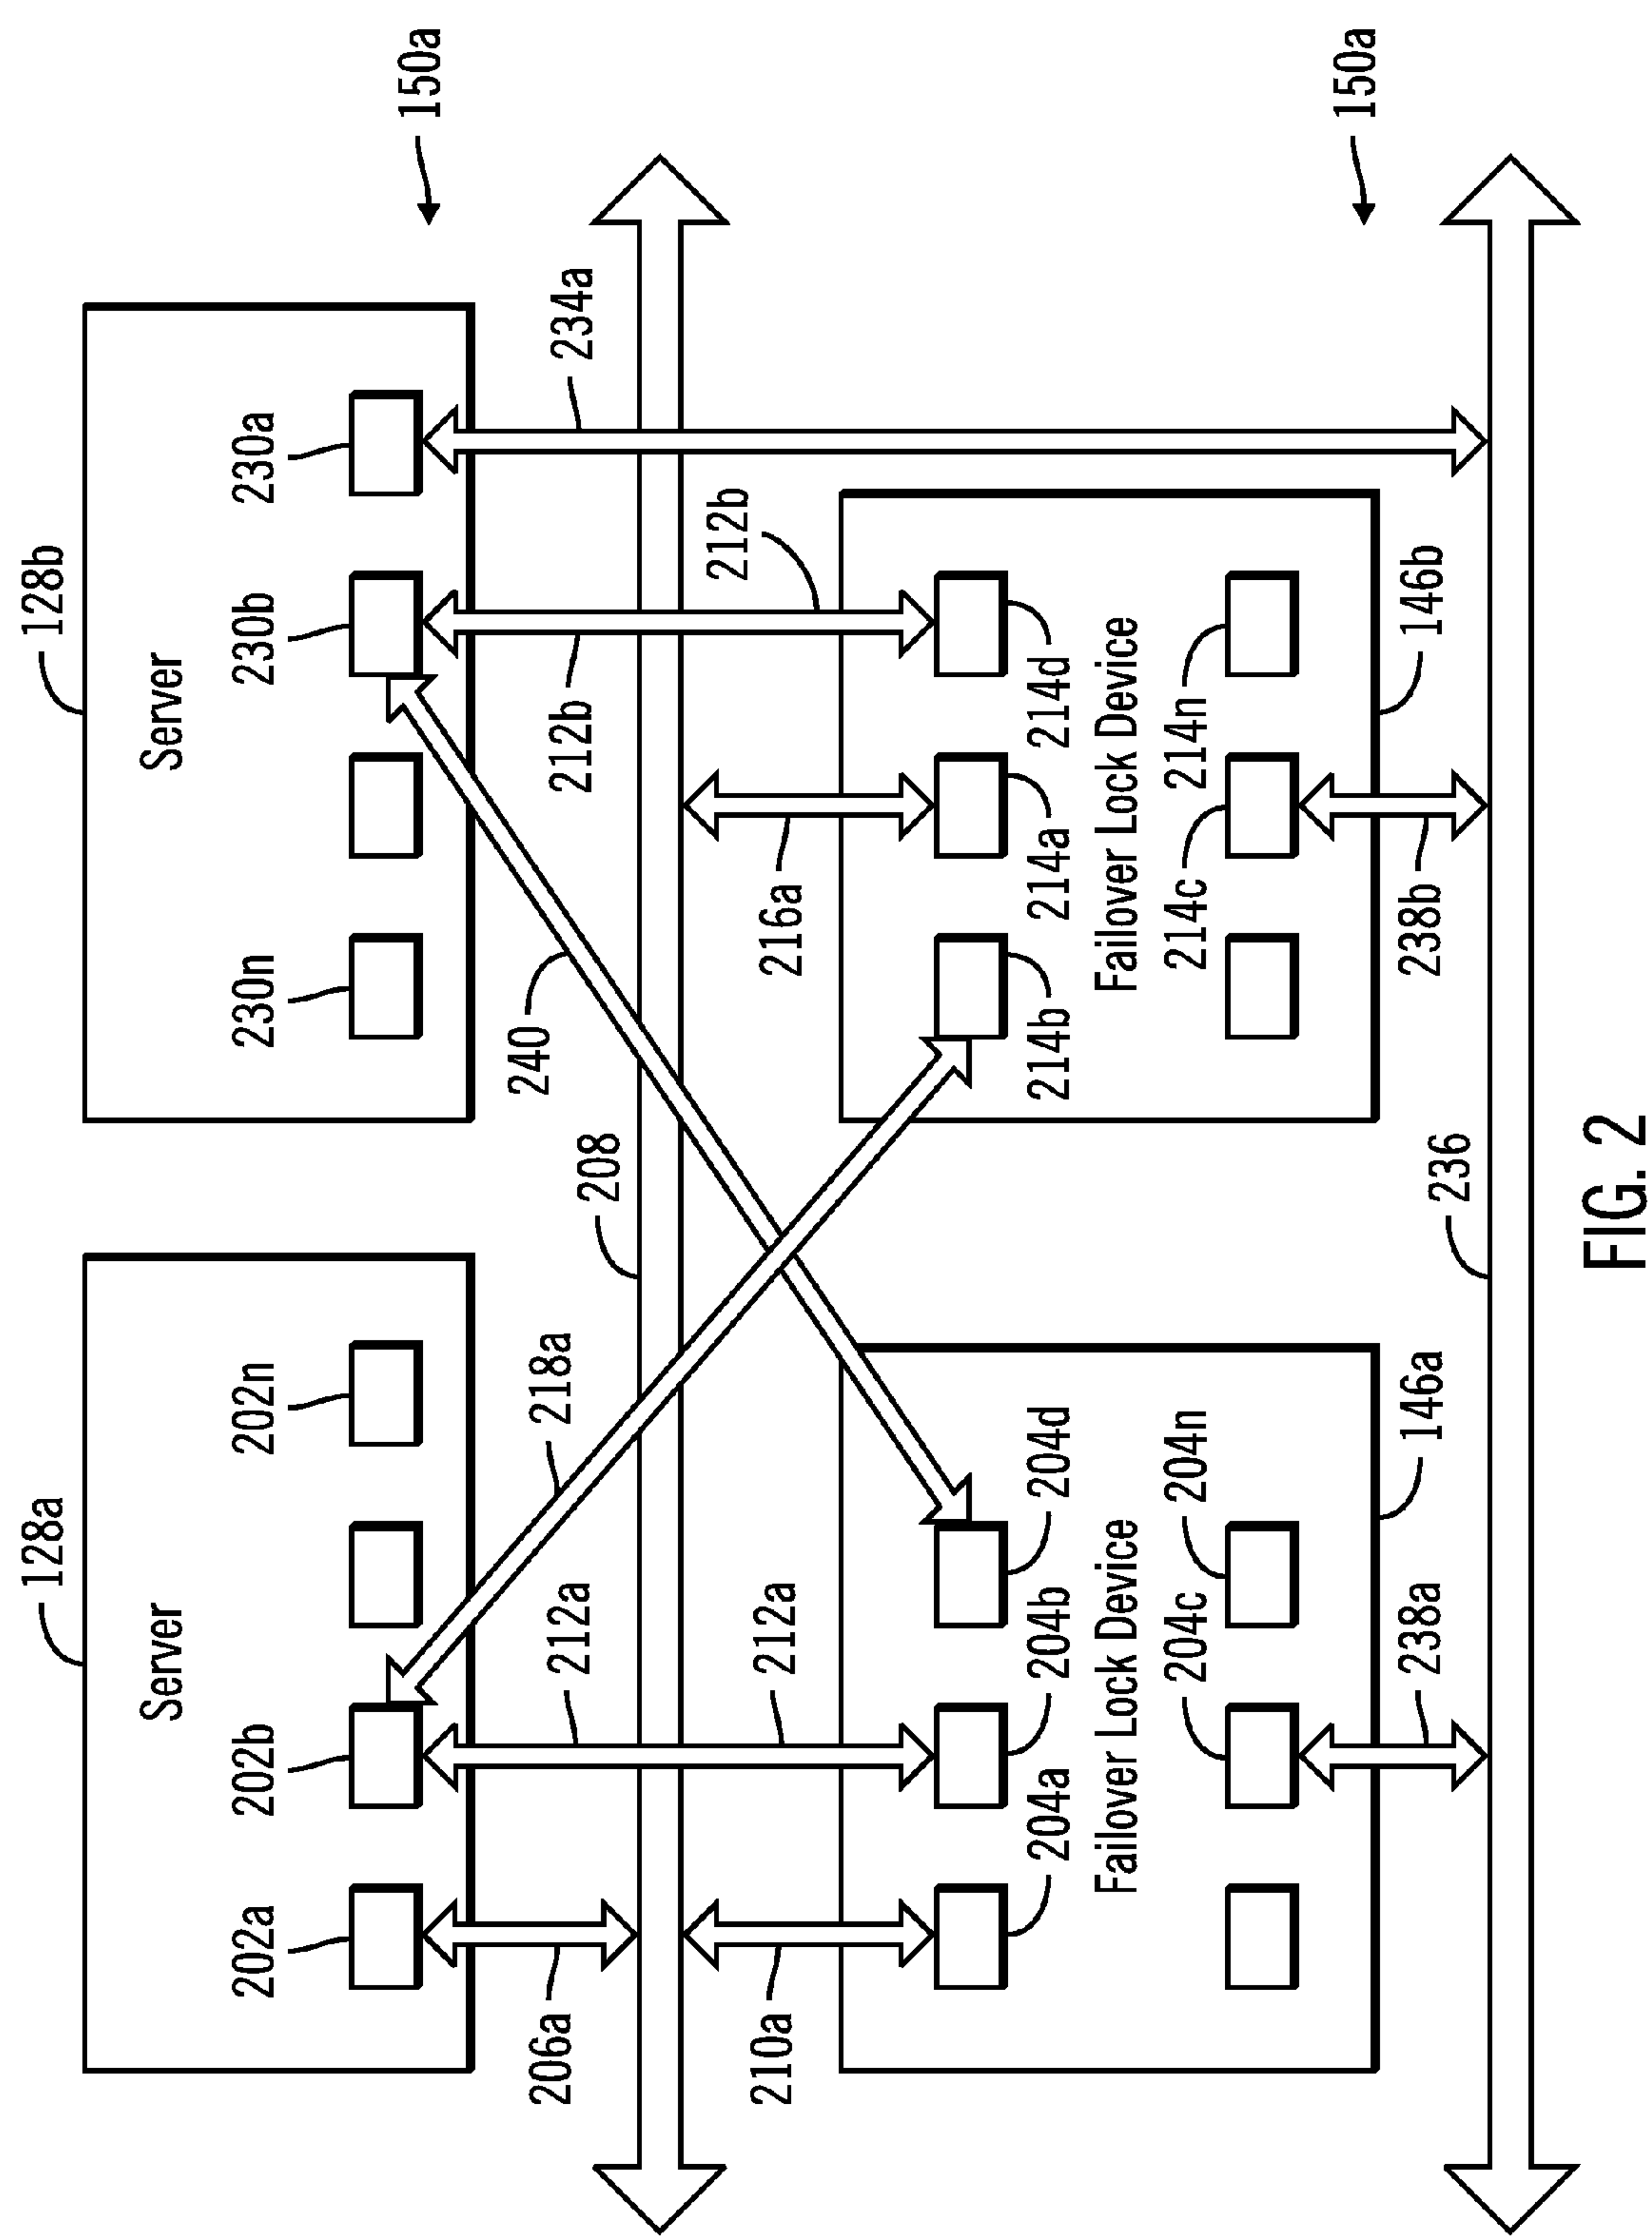 128a
128b
Server
Server
202a
202b
202n
230n
230b
230a
150a
206a
212a
218a
240
212b
234a
208
210a
212a
216a
212b
204a
204b
204d
214b
214a
214d
Failover Lock Device
Failover Lock Device
204c
204n
214c
214n
150a
238a
146a
236
238b
146b
FIG. 2